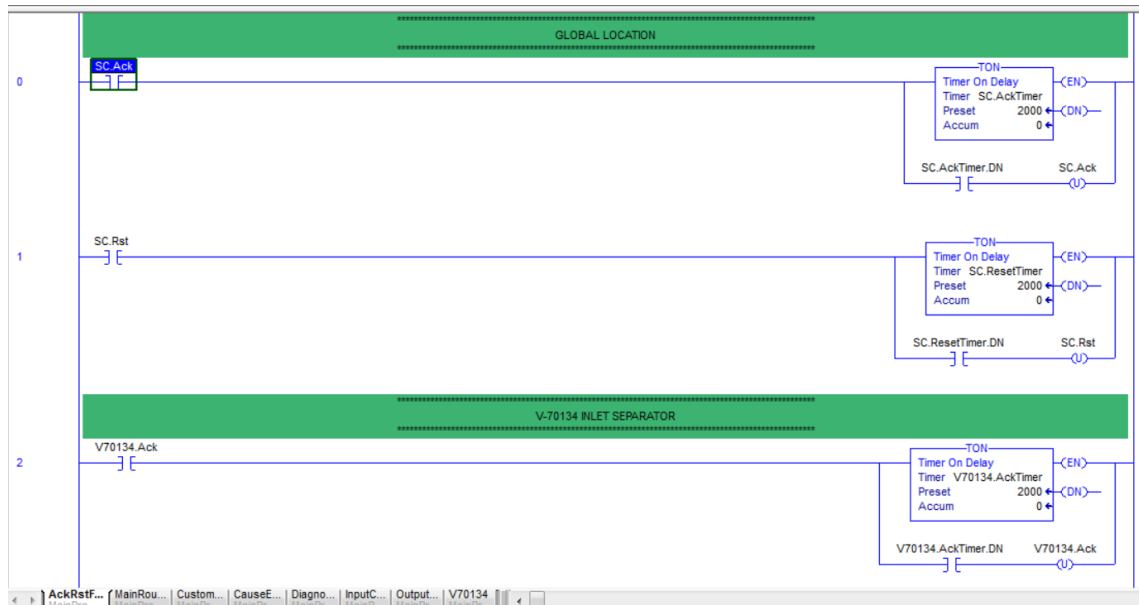 GLOBAL LOCATION
0
SC.Ack
TON
Timer On Delay
(EN)
Timer SC.AckTimer
Preset 2000
(DN)
Accum 0
SC.AckTimer.DN
SC.Ack
(U)
1
SC.Rst
TON
Timer On Delay
(EN)
Timer SC.ResetTimer
Preset 2000
(DN)
Accum 0
SC.ResetTimer.DN
SC.Rst
(U)
V-70134 INLET SEPARATOR
2
V70134.Ack
TON
Timer On Delay
(EN)
Timer V70134.AckTimer
Preset 2000
(DN)
Accum 0
V70134.AckTimer.DN
V70134.Ack
(U)
AckRstF... MainRou... Custom... CauseE... Diagno... InputC... Output... V70134